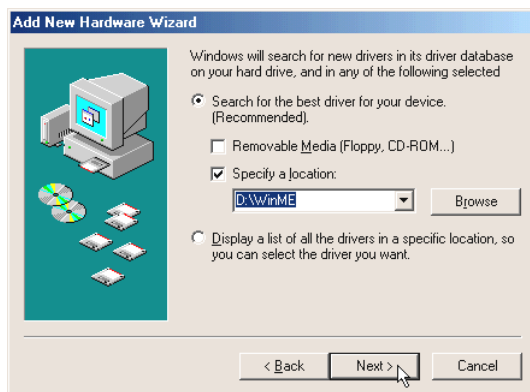 Add New Hardware Wizard
Windows will search for new drivers in its driver database
on your hard drive, and in any of the following selected
Search for the best driver for your device.
(Recommended).
Removable Media (Floppy, CD-ROM...)
Specify a location:
D:\WinME
Browse
Display a list of all the drivers in a specific location, so
you can select the driver you want.
< Back
Next >
Cancel